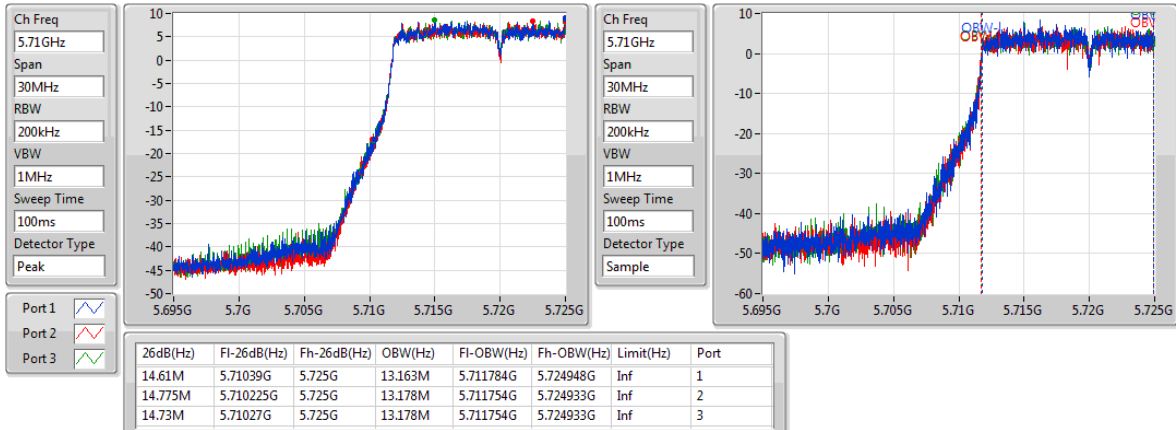 Ch Freq
5.71GHz
Span
30MHz
RBW
200kHz
VBW
1MHz
Sweep Time
100ms
Detector Type
Peak
10
5
0
-5
-10
-15
-20
-25
-30
-35
-40
-45
-50
5.695G 5.7G 5.705G 5.71G 5.715G 5.72G 5.725G
Ch Freq
5.71GHz
Span
30MHz
RBW
200kHz
VBW
1MHz
Sweep Time
100ms
Detector Type
Sample
10
0
-10
-20
-30
-40
-50
-60
5.695G 5.7G 5.705G 5.71G 5.715G 5.72G 5.725G
OBW-
OBW
OBV
Port 1
Port 2
Port 3
26dB(Hz) Fl-26dB(Hz) Fh-26dB(Hz) OBW(Hz) Fl-OBW(Hz) Fh-OBW(Hz) Limit(Hz) Port
14.61M 5.71039G 5.725G 13.163M 5.711784G 5.724948G Inf 1
14.775M 5.710225G 5.725G 13.178M 5.711754G 5.724933G Inf 2
14.73M 5.71027G 5.725G 13.178M 5.711754G 5.724933G Inf 3